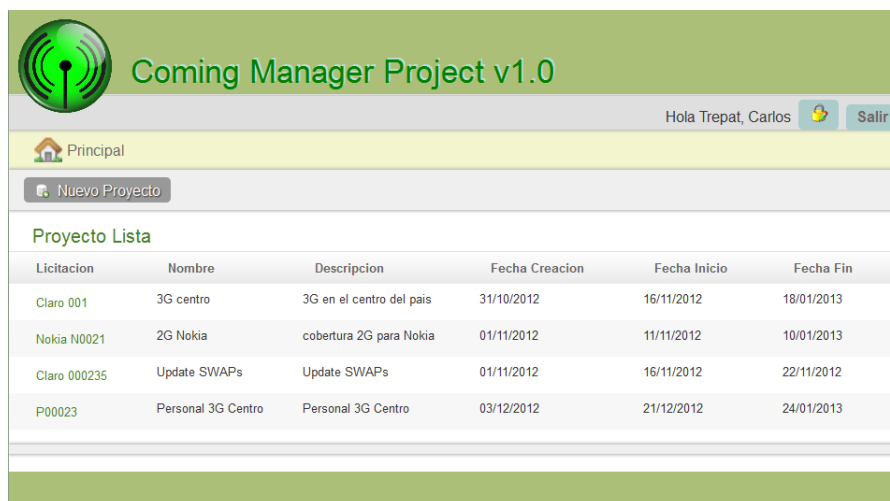 Coming Manager Project v1.0
Hola Trepat, Carlos Salir
Principal
Nuevo Proyecto
Proyecto Lista
Licitacion Nombre Descripcion Fecha Creacion Fecha Inicio Fecha Fin
Claro 001 3G centro 3G en el centro del pais 31/10/2012 16/11/2012 18/01/2013
Nokia N0021 2G Nokia cobertura 2G para Nokia 01/11/2012 11/11/2012 10/01/2013
Claro 000235 Update SWAPs Update SWAPs 01/11/2012 16/11/2012 22/11/2012
P00023 Personal 3G Centro Personal 3G Centro 03/12/2012 21/12/2012 24/01/2013